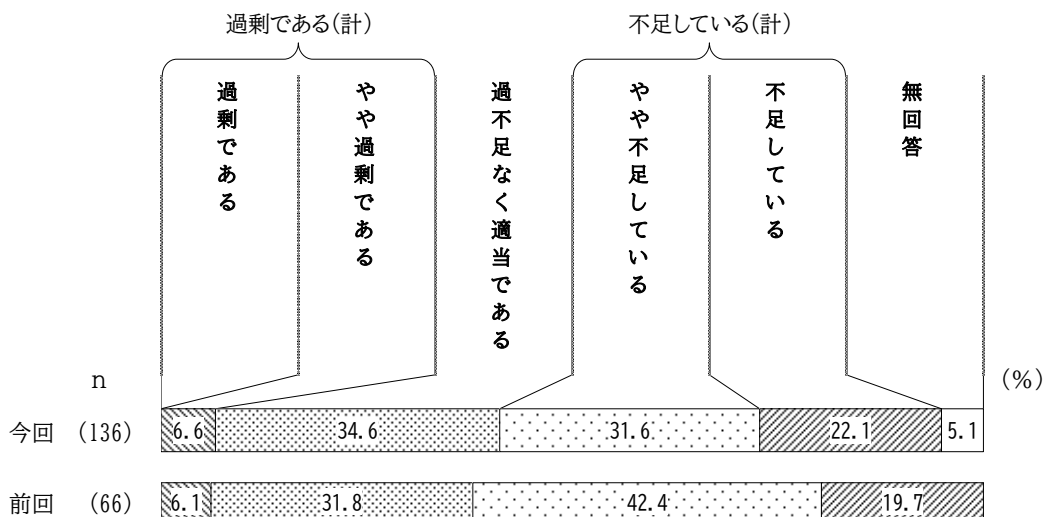 過剰である(計)
不足している(計)
過剰である
やや過剰である
過不足なく適当である
やや不足している
不足している
無回答
n
(%)
今回 (136) 6.6 34.6 31.6 22.1 5.1
前回 (66) 6.1 31.8 42.4 19.7